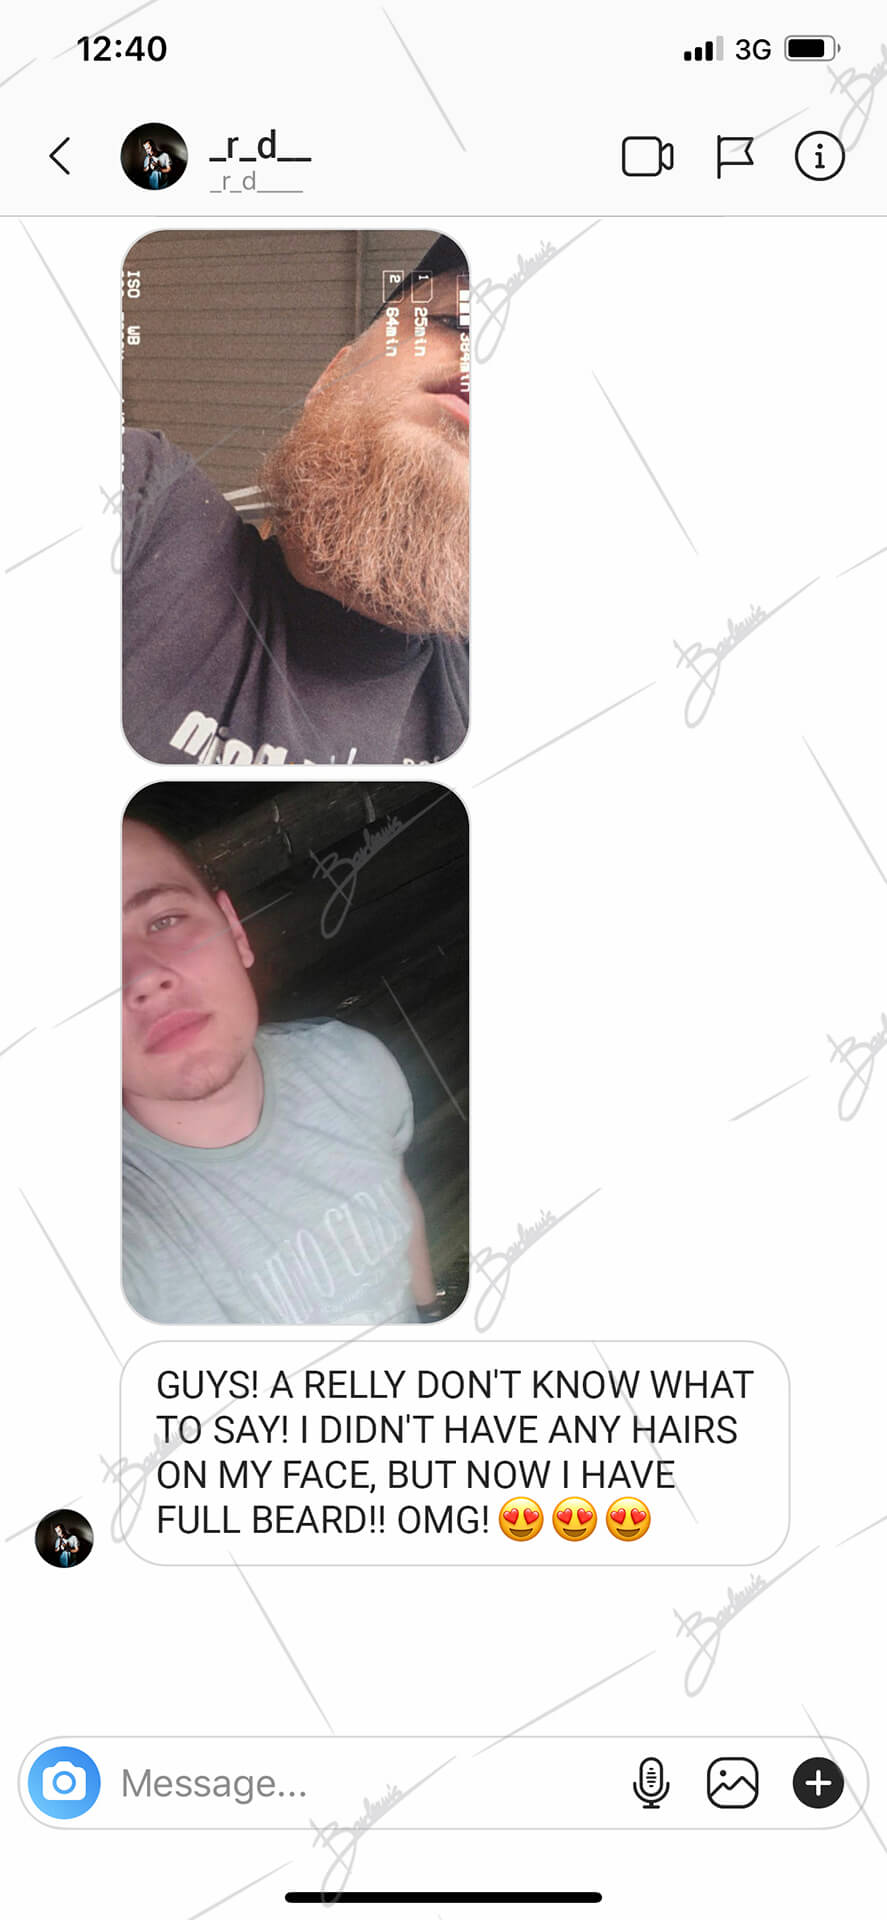 12:40
3G
_r_d__
_r_d____
ISO WB
2 64min
1 25min
384min
GUYS! A RELLY DON'T KNOW WHAT
TO SAY! I DIDN'T HAVE ANY HAIRS
ON MY FACE, BUT NOW I HAVE
FULL BEARD!! OMG! 😍😍😍
Message...